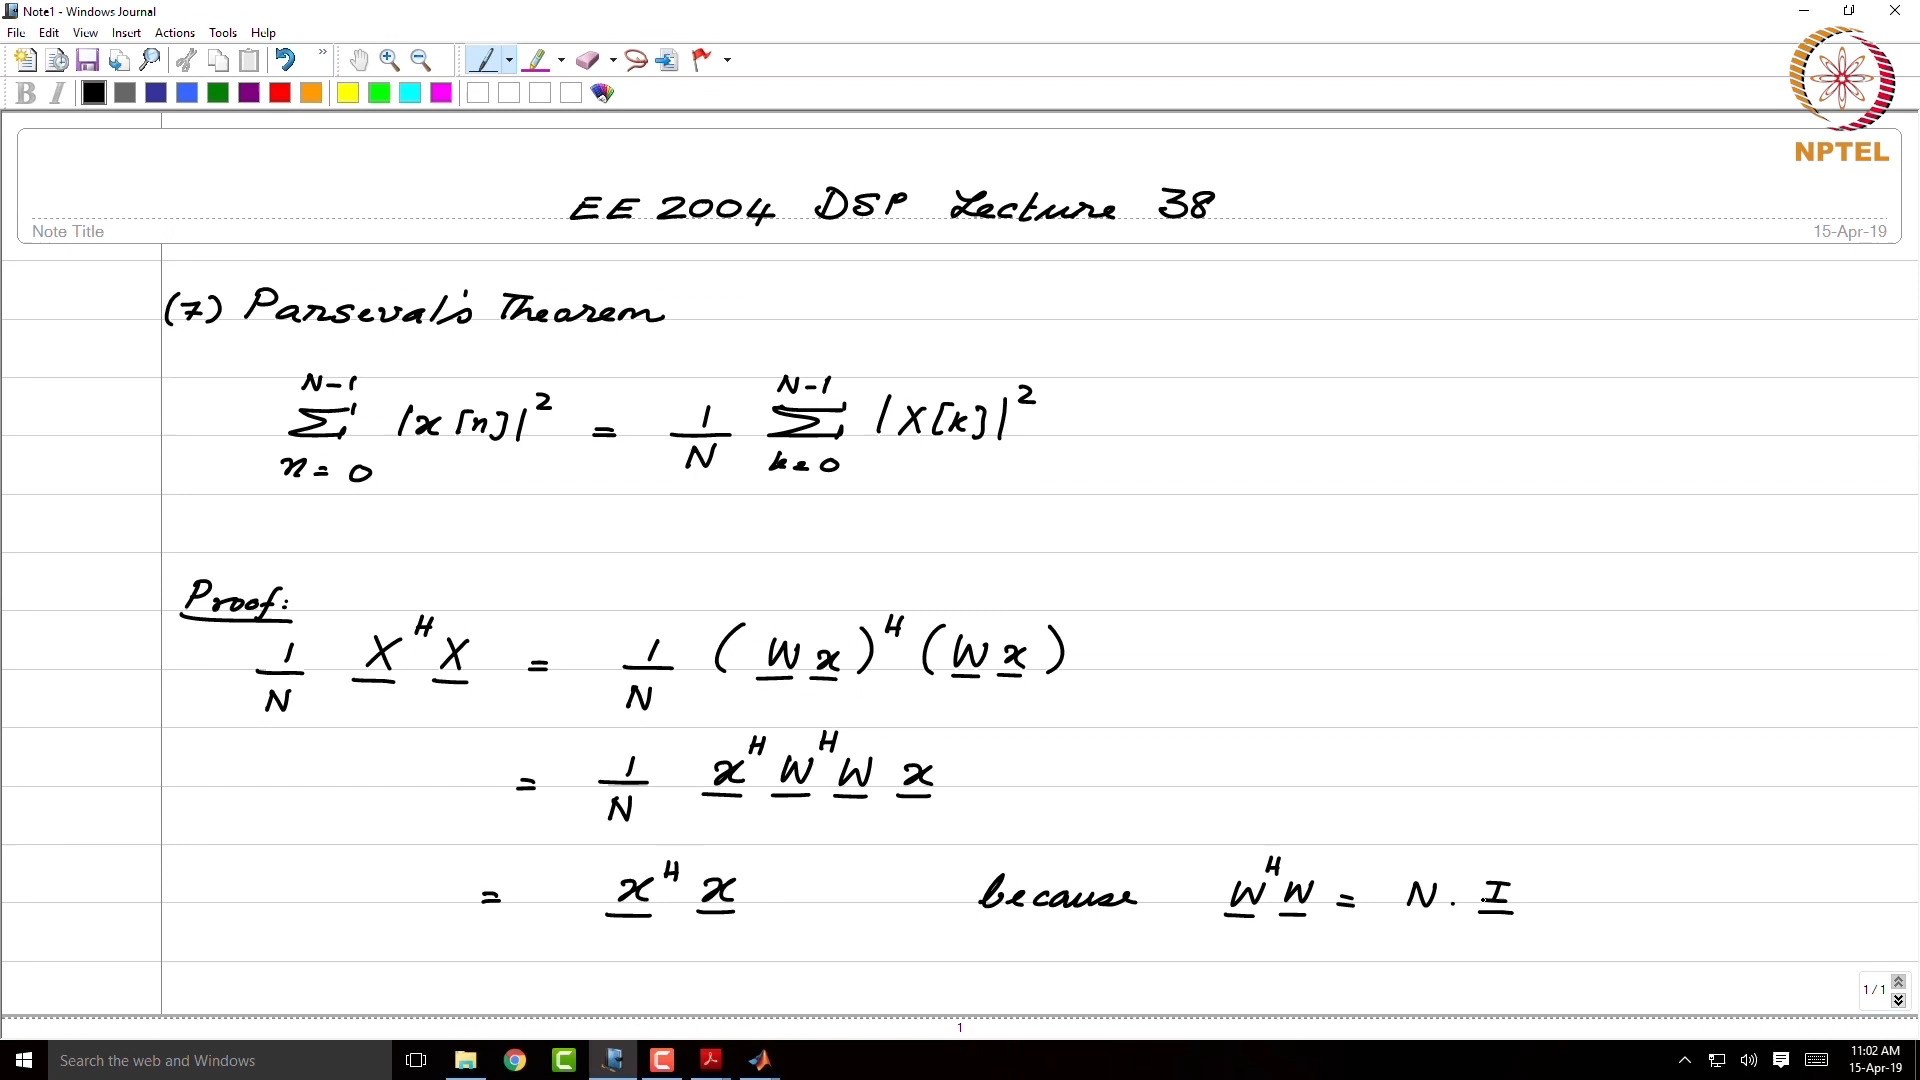 Note1 - Windows Journal
File Edit View Insert Actions Tools Help
»
B I
NPTEL
EE 2004 DSP Lecture 38
Note Title
15-Apr-19
(7) Parseval's Theorem
N-1 N-1
∑ |x[n]|² = 1/N ∑ |X[k]|²
n = 0 k = 0
Proof:
1/N X^H X = 1/N (W x)^H (W x)
= 1/N x^H W^H W x
= x^H x because W^H W = N . I
1 / 1
1
Search the web and Windows
11:02 AM
15-Apr-19